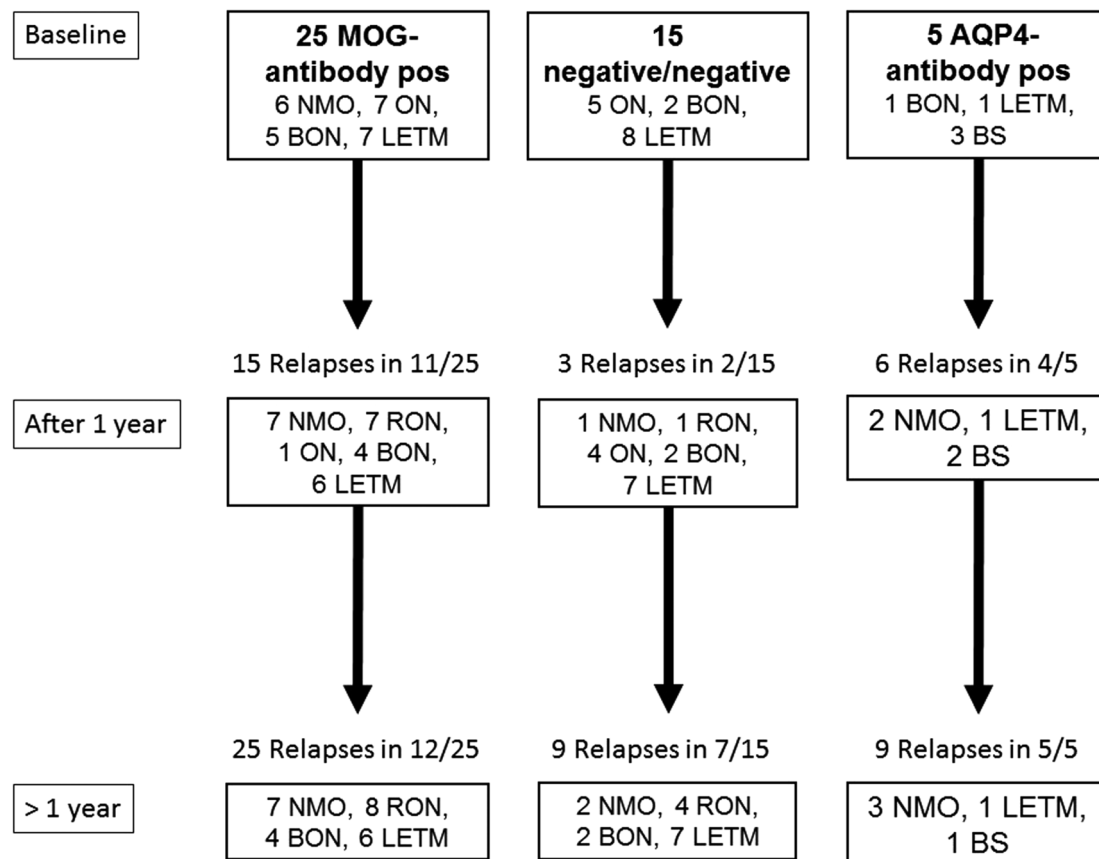 Baseline
25 MOG-
antibody pos
6 NMO, 7 ON,
5 BON, 7 LETM
15
negative/negative
5 ON, 2 BON,
8 LETM
5 AQP4-
antibody pos
1 BON, 1 LETM,
3 BS
15 Relapses in 11/25
3 Relapses in 2/15
6 Relapses in 4/5
After 1 year
7 NMO, 7 RON,
1 ON, 4 BON,
6 LETM
1 NMO, 1 RON,
4 ON, 2 BON,
7 LETM
2 NMO, 1 LETM,
2 BS
25 Relapses in 12/25
9 Relapses in 7/15
9 Relapses in 5/5
> 1 year
7 NMO, 8 RON,
4 BON, 6 LETM
2 NMO, 4 RON,
2 BON, 7 LETM
3 NMO, 1 LETM,
1 BS